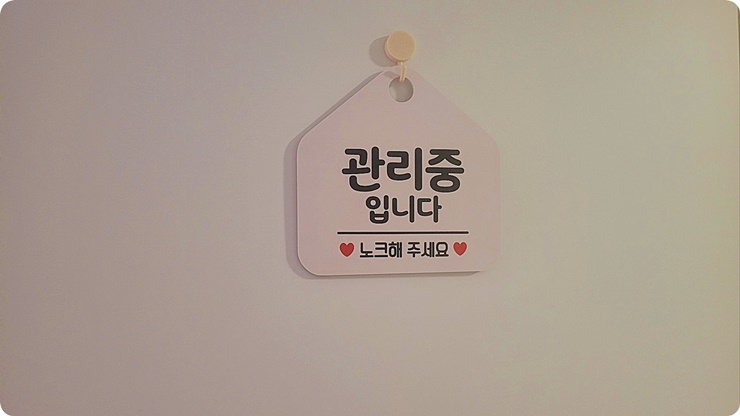 관리중
입니다
♥ 노크해 주세요 ♥